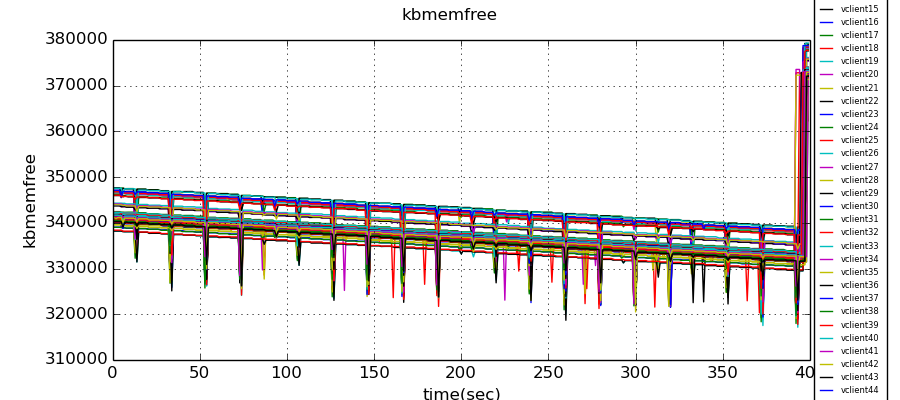 kbmemfree
380000
370000
360000
350000
340000
330000
320000
310000
kbmemfree
0 50 100 150 200 250 300 350 40
time(sec)
vclient15
vclient16
vclient17
vclient18
vclient19
vclient20
vclient21
vclient22
vclient23
vclient24
vclient25
vclient26
vclient27
vclient28
vclient29
vclient30
vclient31
vclient32
vclient33
vclient34
vclient35
vclient36
vclient37
vclient38
vclient39
vclient40
vclient41
vclient42
vclient43
vclient44